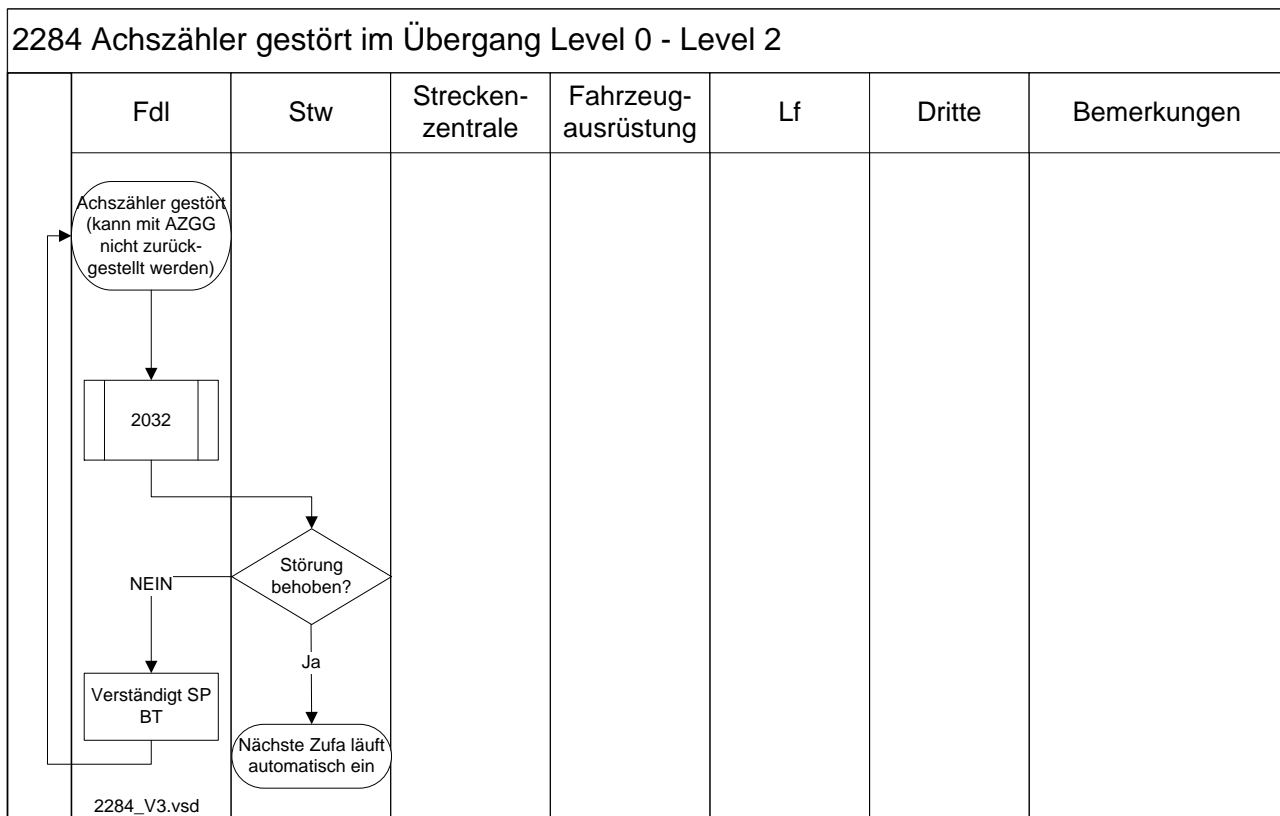 2284 Achszähler gestört im Übergang Level 0 - Level 2
Fdl
Stw
Strecken-
zentrale
Fahrzeug-
ausrüstung
Lf
Dritte
Bemerkungen
Achszähler gestört
(kann mit AZGG
nicht zurück-
gestellt werden)
2032
Störung
behoben?
NEIN
Ja
Verständigt SP
BT
Nächste Zufa läuft
automatisch ein
2284_V3.vsd